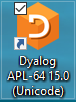 Dyalog
APL-64 15.0
(Unicode)